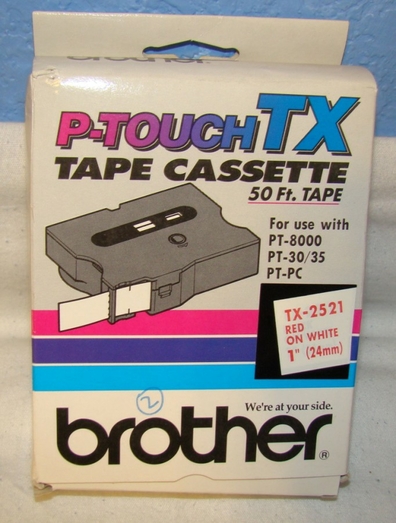 brother
P-TOUCH TX
TAPE CASSETTE
50 Ft. TAPE
For use with
PT-8000
PT-30/35
PT-PC
TX-2521
RED
ON WHITE
1" (24mm)
2
We're at your side.
brother®